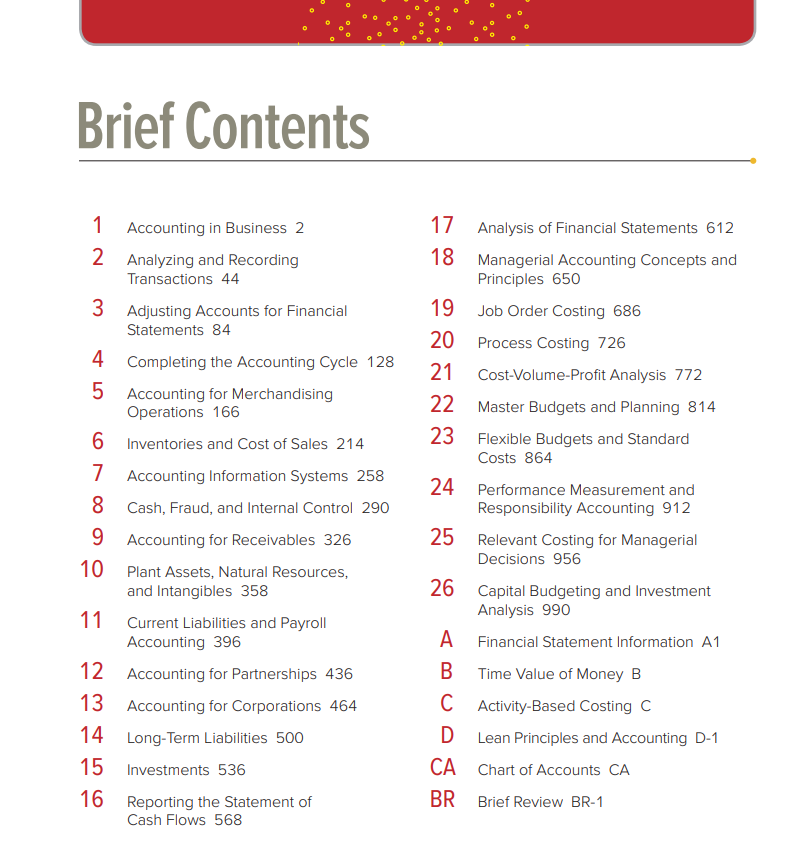 Brief Contents
1 Accounting in Business 2
2 Analyzing and Recording
Transactions 44
3 Adjusting Accounts for Financial
Statements 84
4 Completing the Accounting Cycle 128
5 Accounting for Merchandising
Operations 166
6 Inventories and Cost of Sales 214
7 Accounting Information Systems 258
8 Cash, Fraud, and Internal Control 290
9 Accounting for Receivables 326
10 Plant Assets, Natural Resources,
and Intangibles 358
11 Current Liabilities and Payroll
Accounting 396
12 Accounting for Partnerships 436
13 Accounting for Corporations 464
14 Long-Term Liabilities 500
15 Investments 536
16 Reporting the Statement of
Cash Flows 568
17 Analysis of Financial Statements 612
18 Managerial Accounting Concepts and
Principles 650
19 Job Order Costing 686
20 Process Costing 726
21 Cost-Volume-Profit Analysis 772
22 Master Budgets and Planning 814
23 Flexible Budgets and Standard
Costs 864
24 Performance Measurement and
Responsibility Accounting 912
25 Relevant Costing for Managerial
Decisions 956
26 Capital Budgeting and Investment
Analysis 990
A Financial Statement Information A1
B Time Value of Money B
C Activity-Based Costing C
D Lean Principles and Accounting D-1
CA Chart of Accounts CA
BR Brief Review BR-1